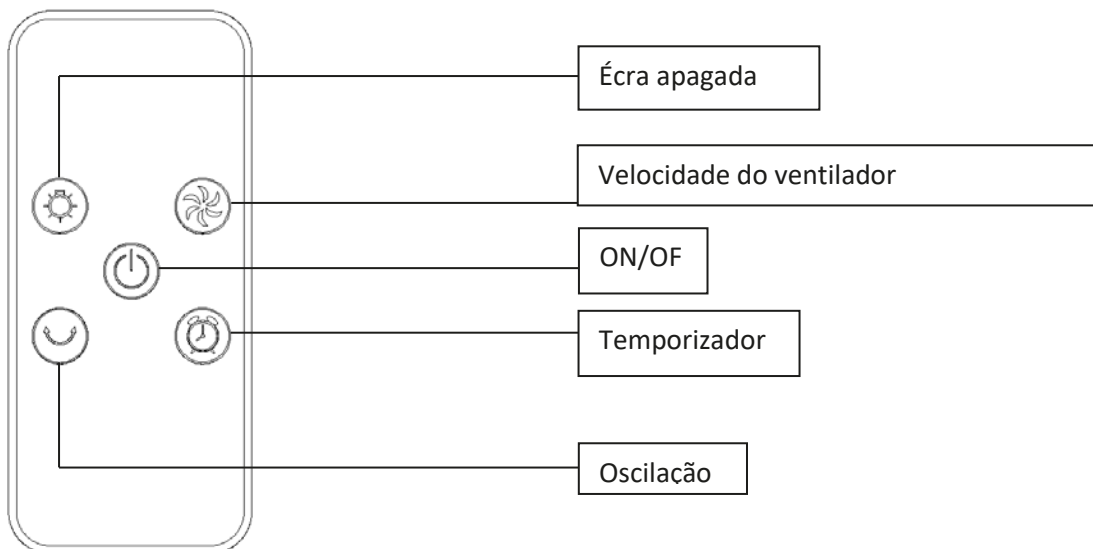 Écra apagada
Velocidade do ventilador
ON/OF
Temporizador
Oscilação